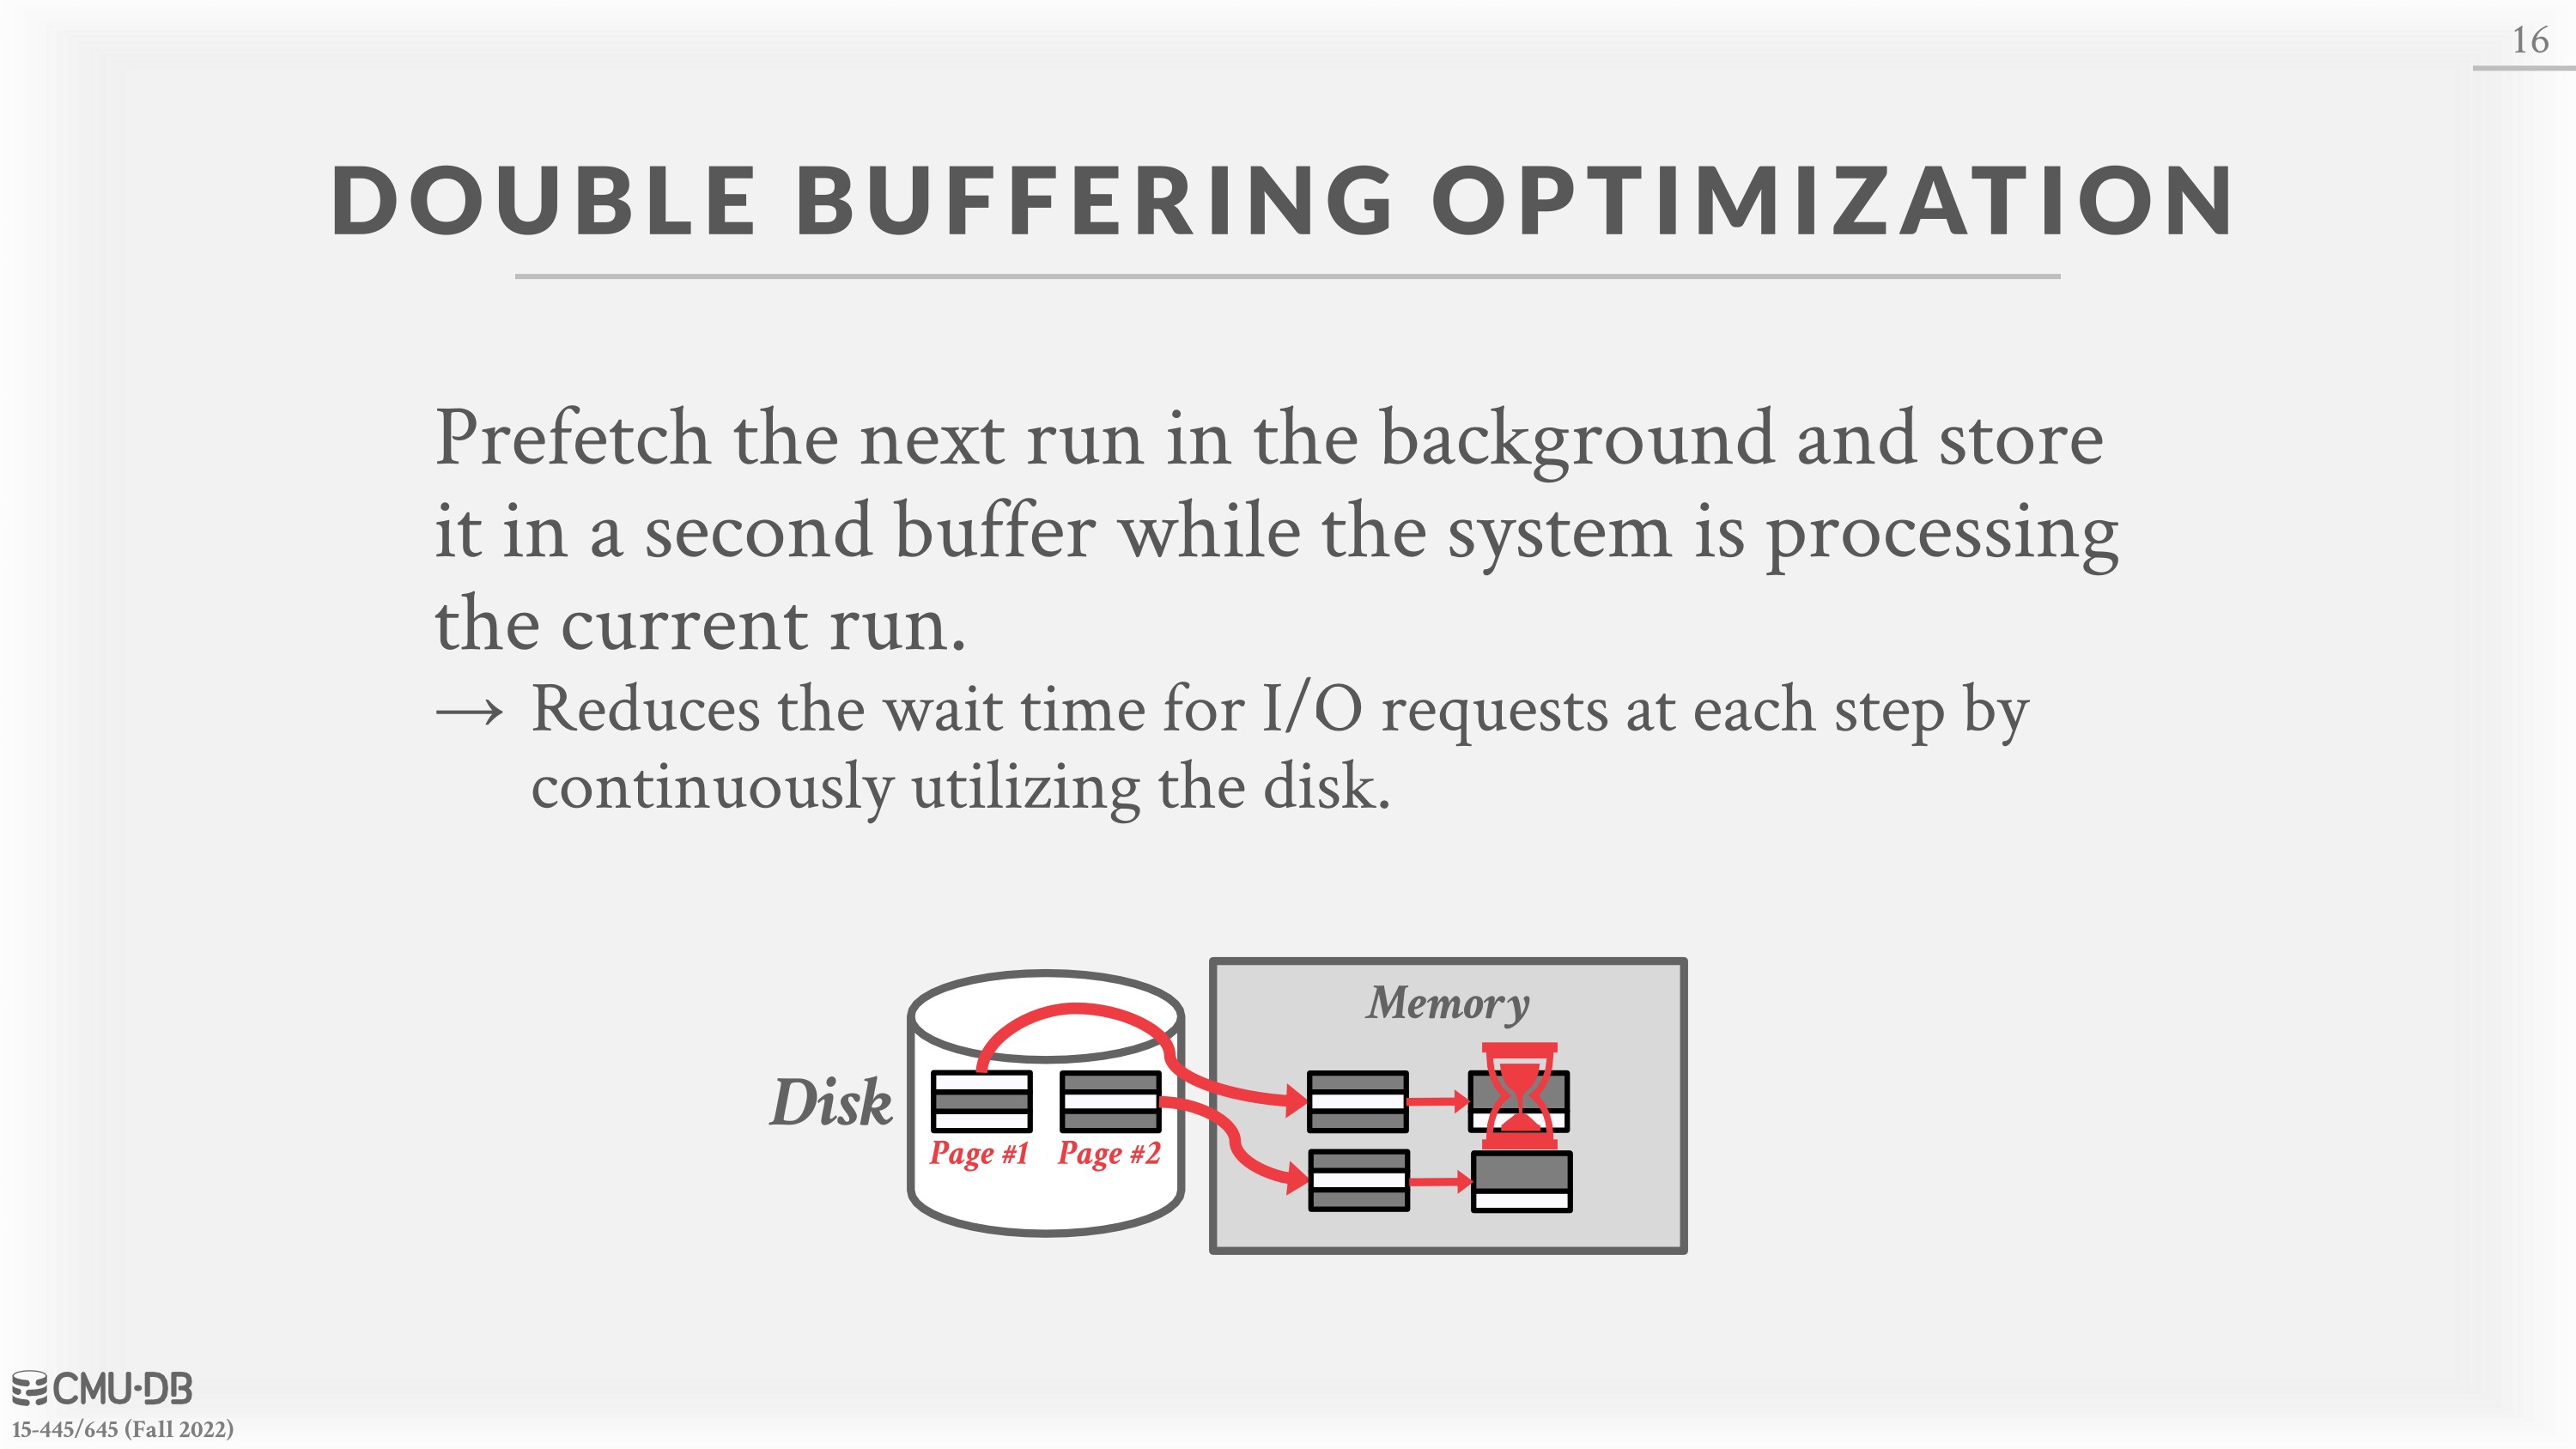 16
DOUBLE BUFFERING OPTIMIZATION
Prefetch the next run in the background and store
it in a second buffer while the system is processing
the current run.
→ Reduces the wait time for I/O requests at each step by
continuously utilizing the disk.
Memory
Disk
Page #1 Page #2
CMU·DB
15-445/645 (Fall 2022)